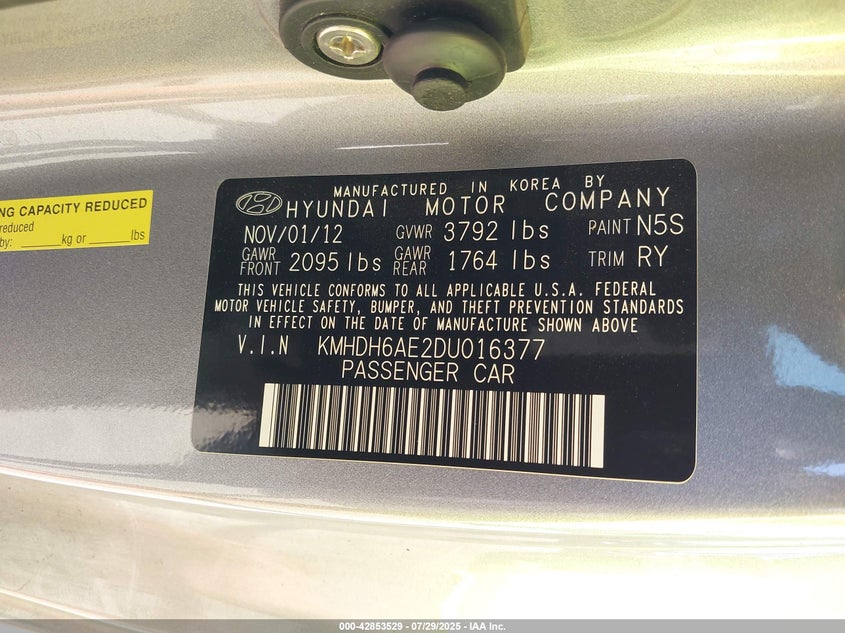 NG CAPACITY REDUCED
reduced
by: ______kg or ______lbs
MANUFACTURED IN KOREA BY
HYUNDAI MOTOR COMPANY
NOV/01/12 GVWR 3792 lbs PAINT N5S
GAWR FRONT 2095 lbs GAWR REAR 1764 lbs TRIM RY
THIS VEHICLE CONFORMS TO ALL APPLICABLE U.S.A. FEDERAL
MOTOR VEHICLE SAFETY, BUMPER, AND THEFT PREVENTION STANDARDS
IN EFFECT ON THE DATE OF MANUFACTURE SHOWN ABOVE
V.I.N KMHDH6AE2DU016377
PASSENGER CAR
000-42853529 - 07/29/2025 - IAA Inc.